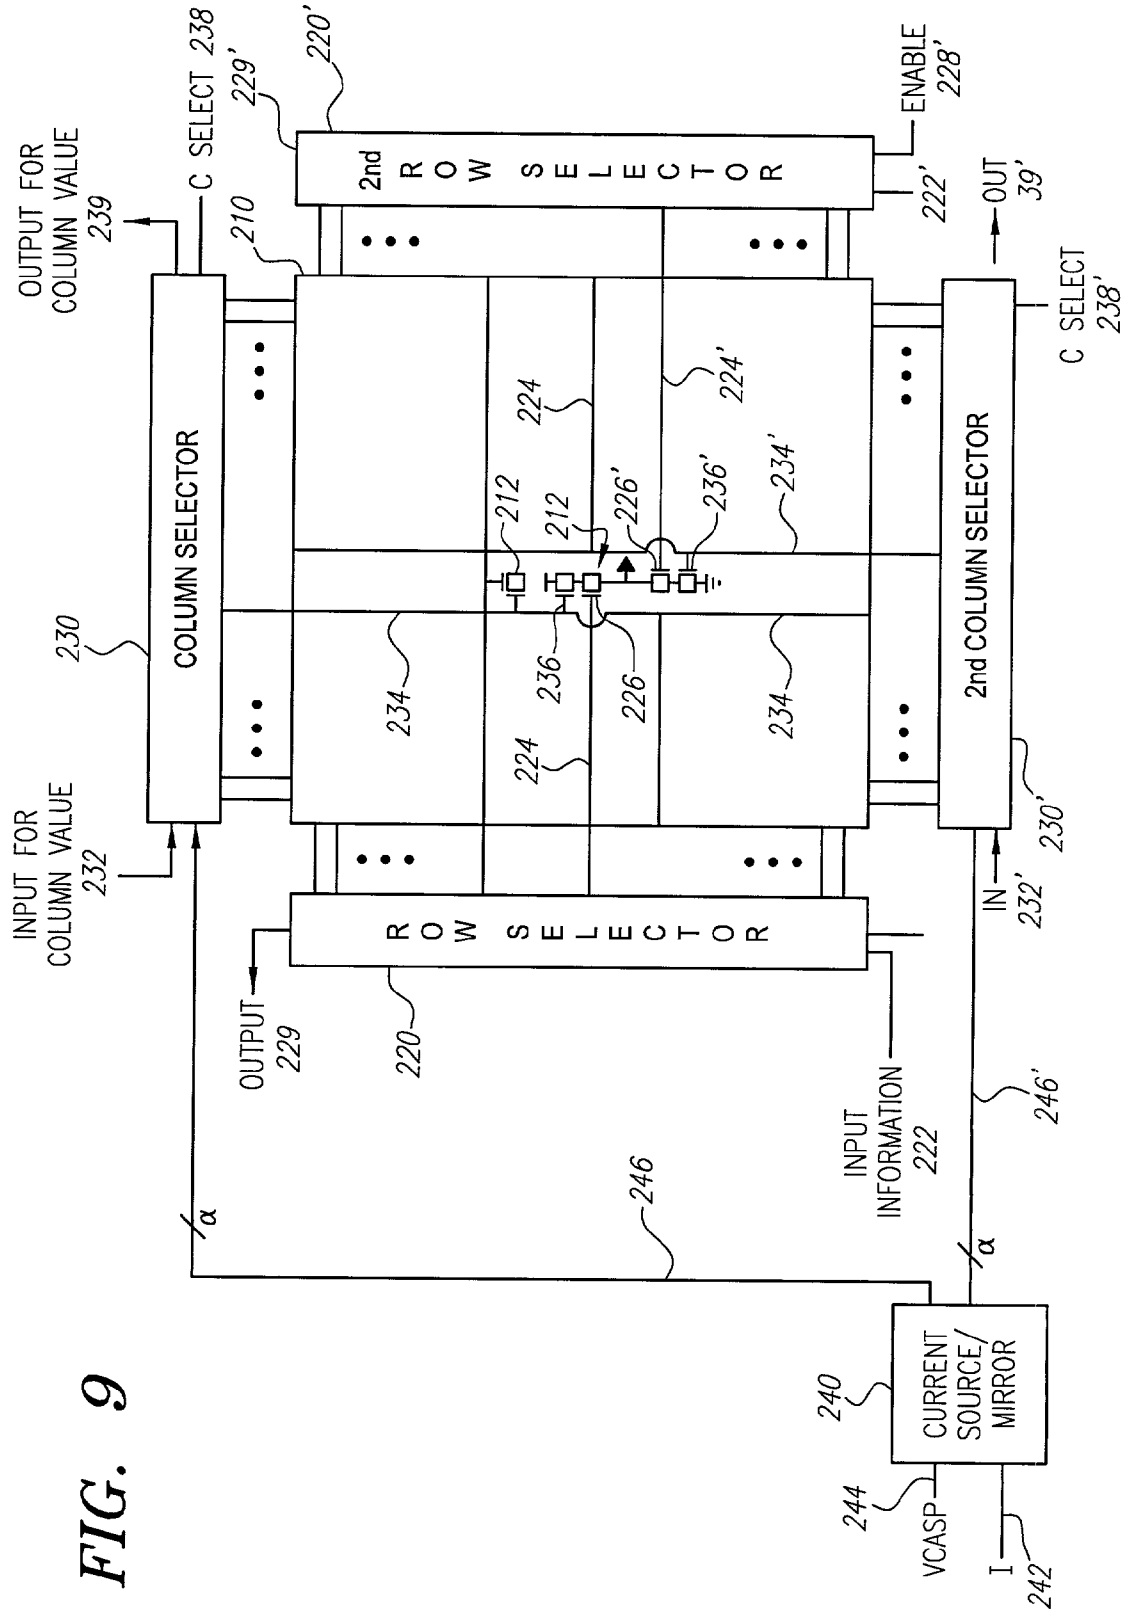 FIG. 9
INPUT FOR
COLUMN VALUE
232
OUTPUT FOR
COLUMN VALUE
239
C SELECT 238
230
COLUMN SELECTOR
210
229'
220'
2nd
ROW SELECTOR
ENABLE
228'
222'
OUTPUT
229
220
ROW SELECTOR
INPUT
INFORMATION
222
234
224
224
212
236
226
212
226'
236'
224'
234
234'
α
246
α
246'
240
CURRENT
SOURCE/
MIRROR
244
VCASP
I
242
IN
232'
230'
2nd COLUMN SELECTOR
OUT
39'
C SELECT
238'